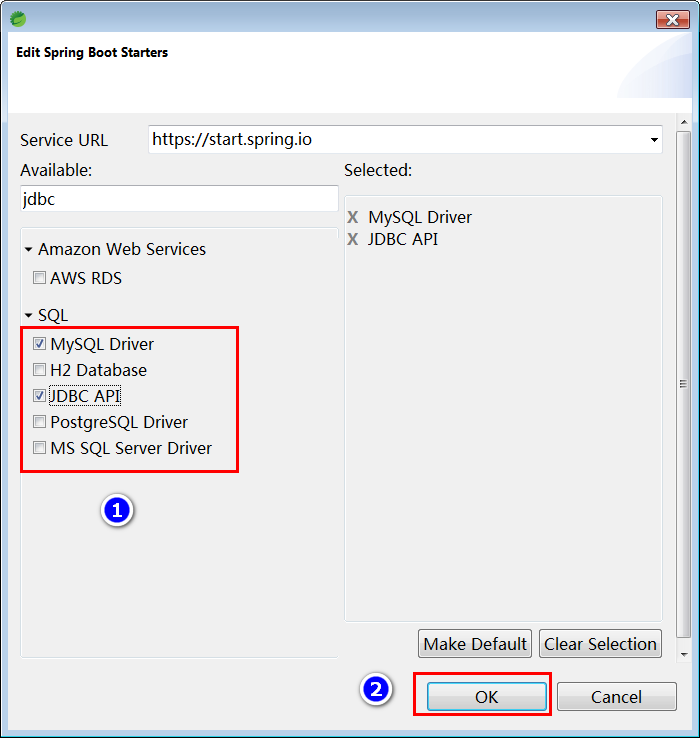 Edit Spring Boot Starters
Service URL https://start.spring.io
Available: Selected:
jdbc
X MySQL Driver
X JDBC API
Amazon Web Services
AWS RDS
SQL
MySQL Driver
H2 Database
JDBC API
PostgreSQL Driver
MS SQL Server Driver
1
Make Default Clear Selection
2
OK Cancel